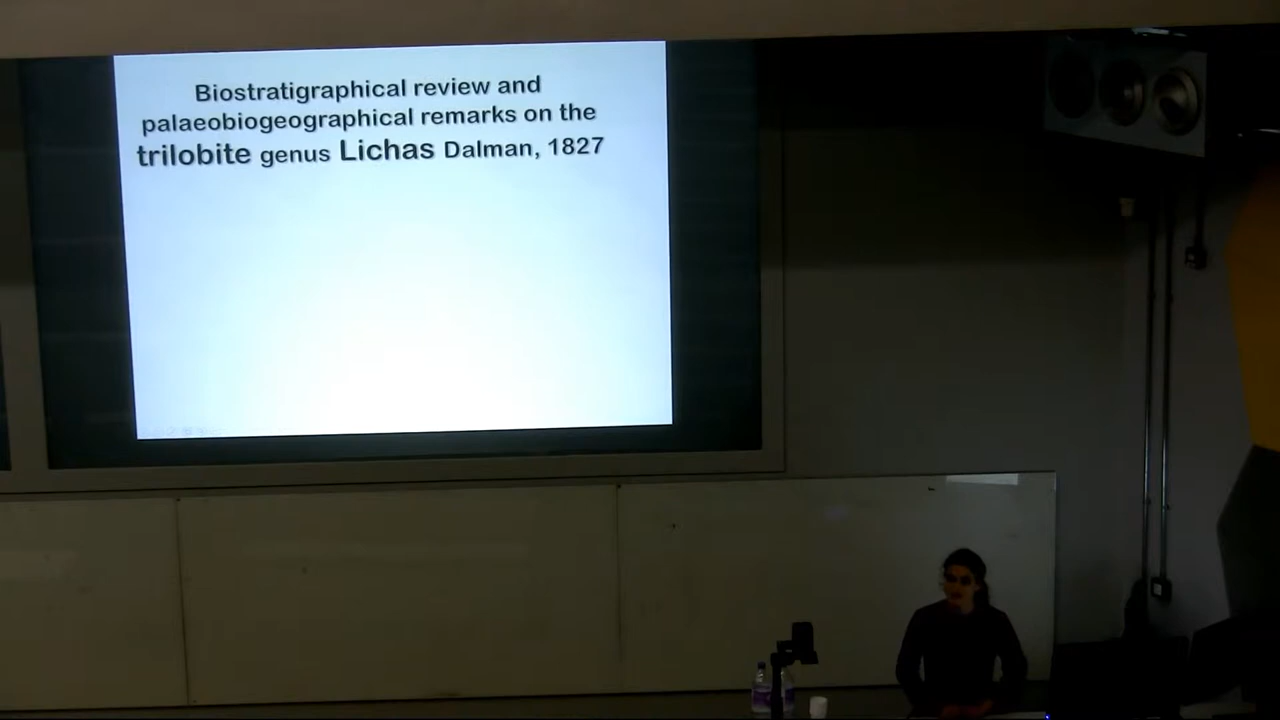 Biostratigraphical review and
palaeobiogeographical remarks on the
trilobite genus Lichas Dalman, 1827